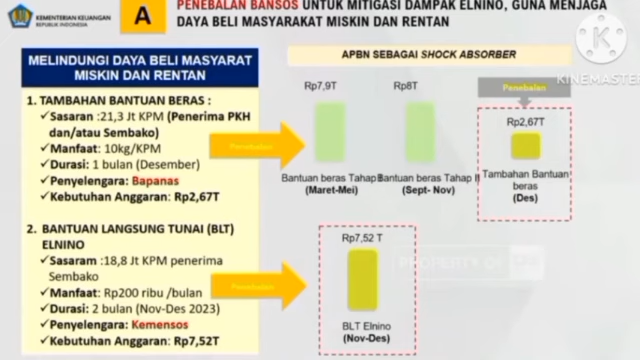 KEMENTERIAN KEUANGAN
REPUBLIK INDONESIA
A
PENEBALAN BANSOS UNTUK MITIGASI DAMPAK ELNINO, GUNA MENJAGA
DAYA BELI MASYARAKAT MISKIN DAN RENTAN
KINEMASTER
MELINDUNGI DAYA BELI MASYARAT
MISKIN DAN RENTAN
1. TAMBAHAN BANTUAN BERAS :
✓Sasaran :21,3 Jt KPM (Penerima PKH
dan/atau Sembako)
✓Manfaat: 10kg/KPM
✓Durasi: 1 bulan (Desember)
✓Penyelengara: Bapanas
✓Kebutuhan Anggaran: Rp2,67T
2. BANTUAN LANGSUNG TUNAI (BLT)
ELNINO
✓Sasaram :18,8 Jt KPM penerima
Sembako
✓Manfaat: Rp200 ribu /bulan
✓Durasi: 2 bulan (Nov-Des 2023)
✓Penyelengara: Kemensos
✓Kebutuhan Anggaran: Rp7,52T
Penebalan
Penebalan
APBN SEBAGAI SHOCK ABSORBER
Rp7,9T
Rp8T
Penebalan
Rp2,67T
Bantuan beras Tahap I
(Maret-Mei)
Bantuan beras Tahap II
(Sept- Nov)
Tambahan Bantuan
beras
(Des)
Rp7,52 T
BLT Elnino
(Nov-Des)
PROPERTY OF